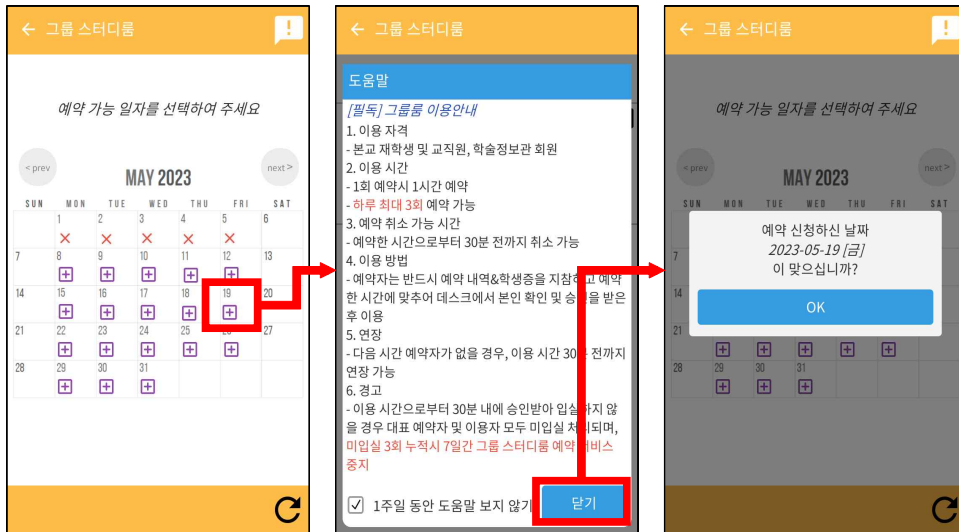 그룹 스터디룸
예약 가능 일자를 선택하여 주세요
< prev
MAY 2023
next >
SUN MON TUE WED THU FRI SAT
1 2 3 4 5 6
7 8 9 10 11 12 13
14 15 16 17 18 19 20
21 22 23 24 25 26 27
28 29 30 31
그룹 스터디룸
도움말
[필독] 그룹룸 이용안내
1. 이용 자격
- 본교 재학생 및 교직원, 학술정보관 회원
2. 이용 시간
- 1회 예약시 1시간 예약
- 하루 최대 3회 예약 가능
3. 예약 취소 가능 시간
- 예약한 시간으로부터 30분 전까지 취소 가능
4. 이용 방법
- 예약자는 반드시 예약 내역&학생증을 지참하고 예약
한 시간에 맞추어 데스크에서 본인 확인 및 승인을 받은
후 이용
5. 연장
- 다음 시간 예약자가 없을 경우, 이용 시간 30분 전까지
연장 가능
6. 경고
- 이용 시간으로부터 30분 내에 승인받아 입실하지 않
을 경우 대표 예약자 및 이용자 모두 미입실 처리되며,
미입실 3회 누적시 7일간 그룹 스터디룸 예약 서비스
중지
1주일 동안 도움말 보지 않기
닫기
그룹 스터디룸
예약 가능 일자를 선택하여 주세요
< prev
MAY 2023
next >
SUN MON TUE WED THU FRI SAT
예약 신청하신 날짜
2023-05-19 [금]
이 맞으십니까?
OK
7
14
21
28 29 30 31